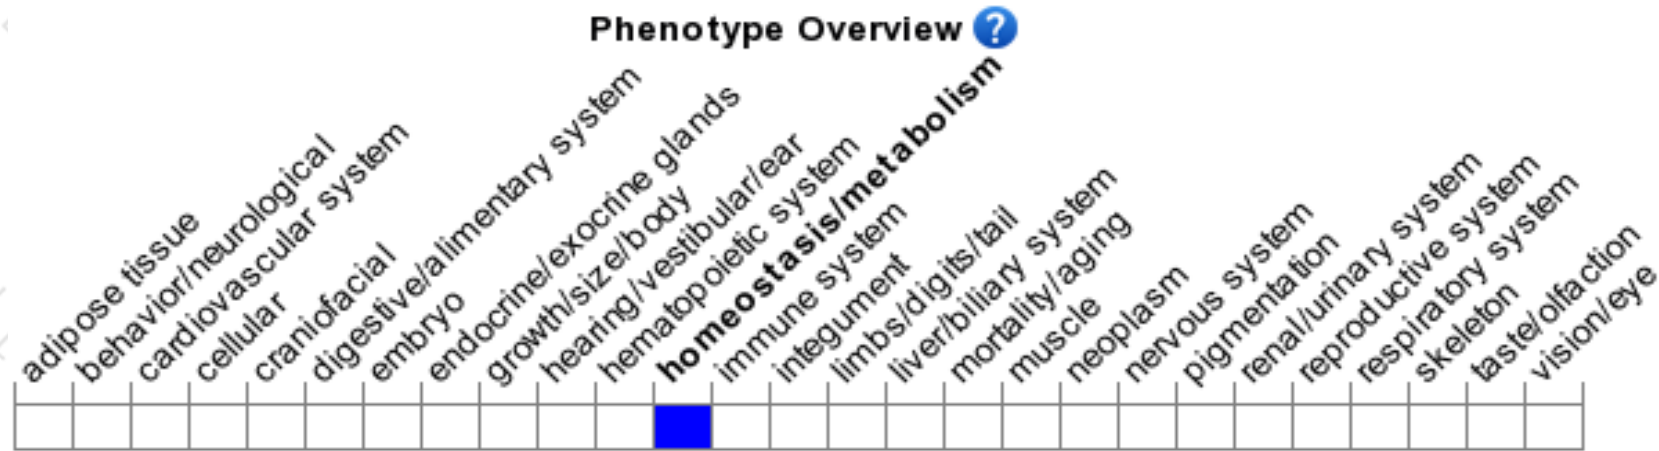 Phenotype Overview ?
adipose tissue
behavior/neurological
cardiovascular system
cellular
craniofacial
digestive/alimentary system
embryo
endocrine/exocrine glands
growth/size/body
hearing/vestibular/ear
hematopoietic system
homeostasis/metabolism
immune system
integument
limbs/digits/tail
liver/biliary system
mortality/aging
muscle
neoplasm
nervous system
pigmentation
renal/urinary system
reproductive system
respiratory system
skeleton
taste/olfaction
vision/eye